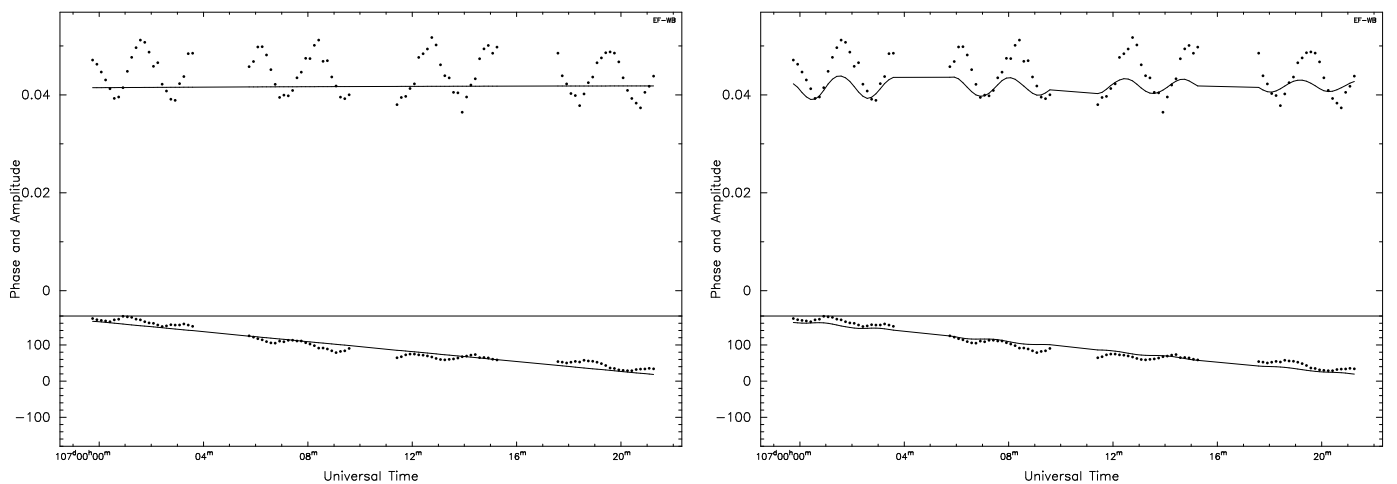 EF-WB
0.04
0.02
0
Phase and Amplitude
100
0
−100
107ᵈ00ʰ00ᵐ 04ᵐ 08ᵐ 12ᵐ 16ᵐ 20ᵐ
Universal Time
EF-WB
0.04
0.02
0
Phase and Amplitude
100
0
−100
107ᵈ00ʰ00ᵐ 04ᵐ 08ᵐ 12ᵐ 16ᵐ 20ᵐ
Universal Time